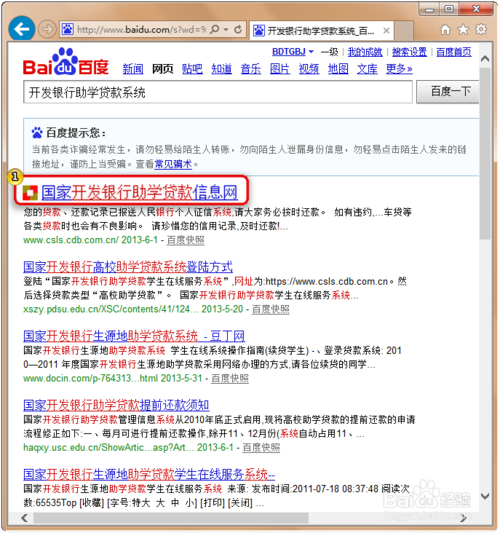 http://www.baidu.com/s?wd=
开发银行助学贷款系统_百...
BDTGBJ 一级 | 我的成就 | 搜索设置 | 百度首页
Bai du 百度
新闻 网页 贴吧 知道 音乐 图片 视频 地图 文库 更多»
开发银行助学贷款系统
百度一下
百度提示您：
当前各类诈骗经常发生，请勿轻易给陌生人转账，勿向陌生人泄漏身份信息，勿轻易点击陌生人发来的链
接地址，谨防上当受骗。查看常见骗术。
1
国家开发银行助学贷款信息网
您的贷款、还款记录已报送人民银行个人征信系统,请大家务必按时还款。 如有违约,...车贷等
各类贷款时也会有不良影响。 请珍惜您的信用记录,及时还款!...
www.csls.cdb.com.cn/ 2013-6-1 - 百度快照
国家开发银行高校助学贷款系统登陆方式
登陆“国家开发银行助学贷款学生在线服务系统”,网址为:https://www.csls.cdb.com.cn。然
后选择贷款类型“高校助学贷款”。 国家开发银行助学贷款学生在线服务系统...
xszy.pdsu.edu.cn/XSC/contents/41/124... 2013-5-20 - 百度快照
国家开发银行生源地助学贷款系统 - 豆丁网
国家开发银行生源地助学贷款系统 学生在线系统操作指南(续贷学生) -、登录贷款系统: 201
0—2011 年度国家开发银行生源地助学贷款采用网络办理的方式,请各位续贷的同学...
www.docin.com/p-764313...html 2013-5-31 - 百度快照
国家开发银行助学贷款提前还款须知
国家开发银行助学贷款管理信息系统从2010年底正式启用,现将高校助学贷款的提前还款的申请
流程修正如下:一、每月可进行提前还款操作,除开11、12月份(系统自动占用11、...
haqxy.usc.edu.cn/ShowArtic...asp?Art... 2013-6-1 - 百度快照
国家开发银行生源地助学贷款学生在线服务系统--
国家开发银行生源地助学贷款学生在线服务系统 来源: 发布时间:2011-07-18 08:37:48 阅读次
数:65535Top [收藏] [字号:特大 大 中 小] [打印] [关闭] ...
Baidu 经验
jingyan.baidu.com